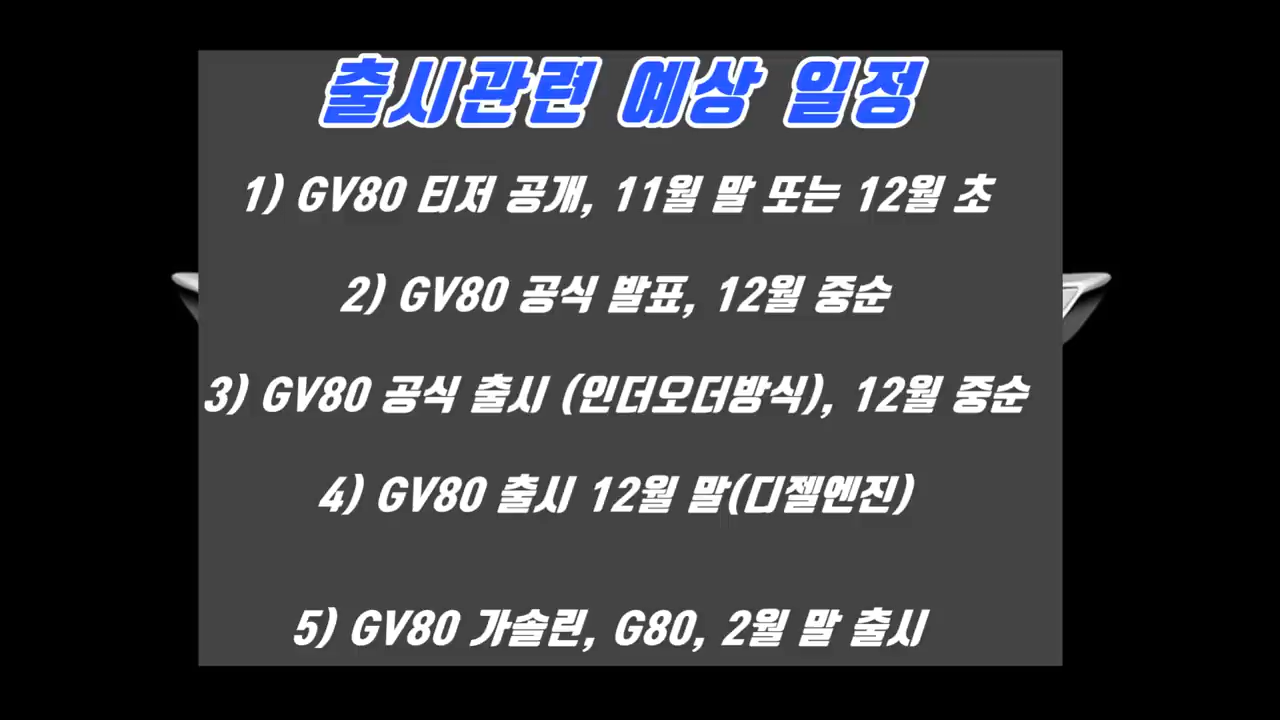 출시관련 예상 일정
1) GV80 티저 공개, 11월 말 또는 12월 초
2) GV80 공식 발표, 12월 중순
3) GV80 공식 출시 (인더오더방식), 12월 중순
4) GV80 출시 12월 말(디젤엔진)
5) GV80 가솔린, G80, 2월 말 출시